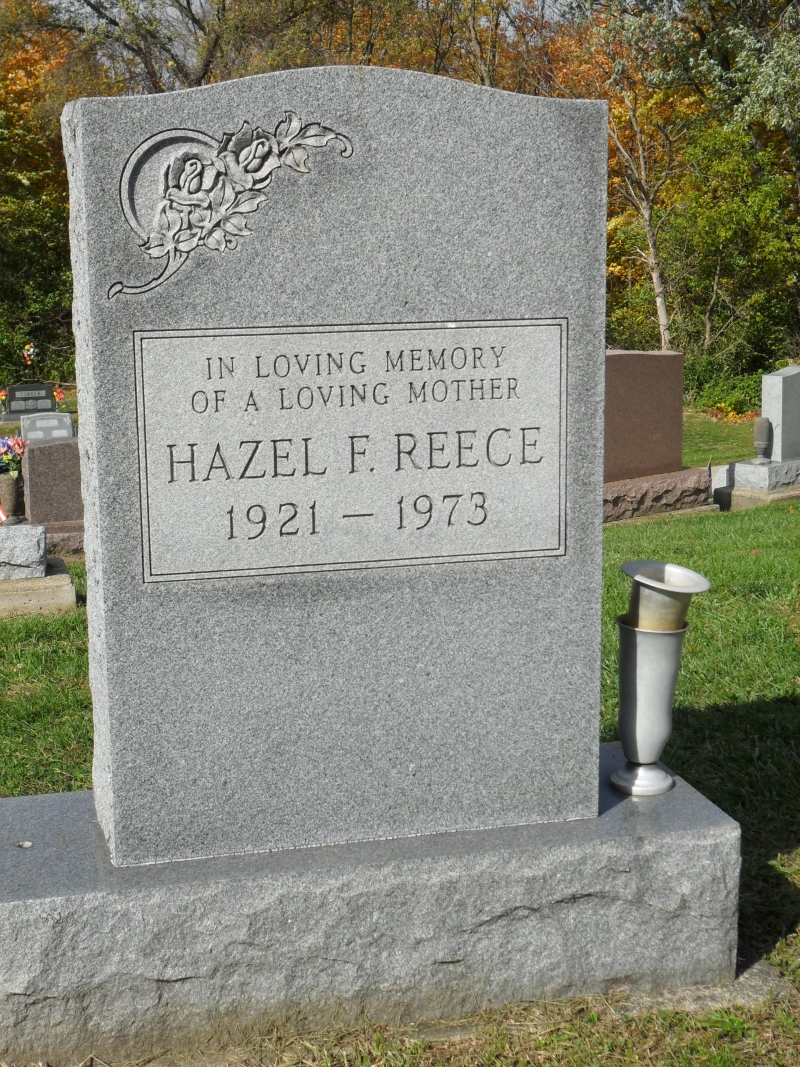 IN LOVING MEMORY
OF A LOVING MOTHER
HAZEL F. REECE
1921 — 1973